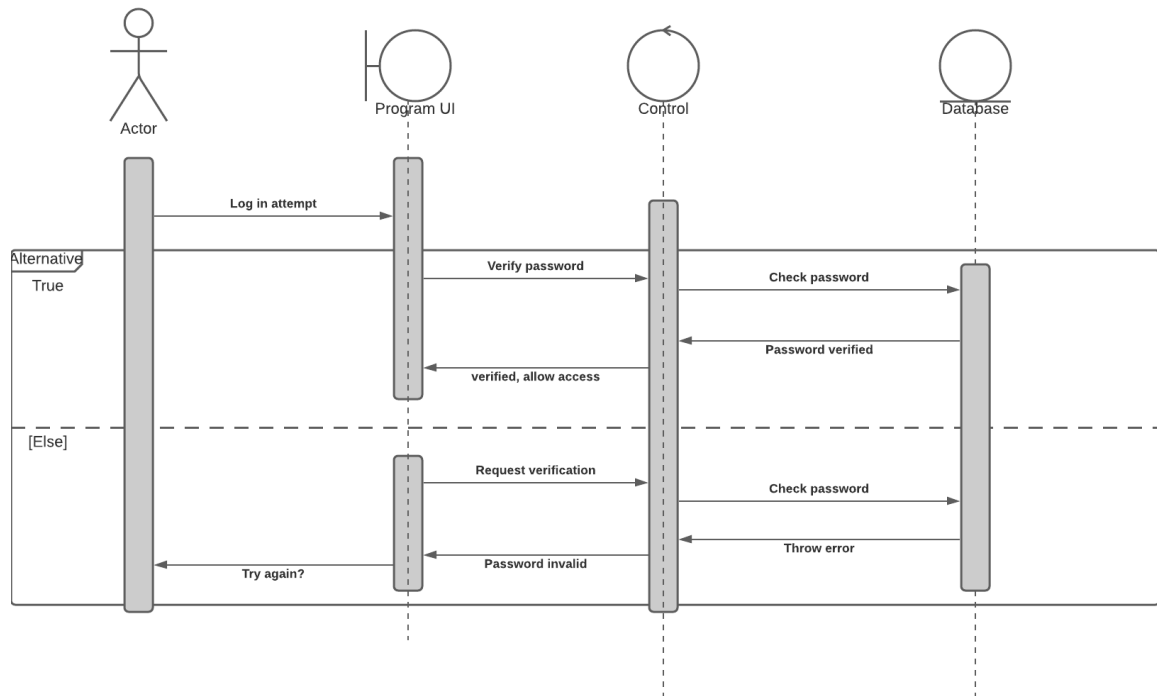 Actor
Program UI
Control
Database
Log in attempt
Alternative
True
Verify password
Check password
Password verified
verified, allow access
[Else]
Request verification
Check password
Throw error
Password invalid
Try again?